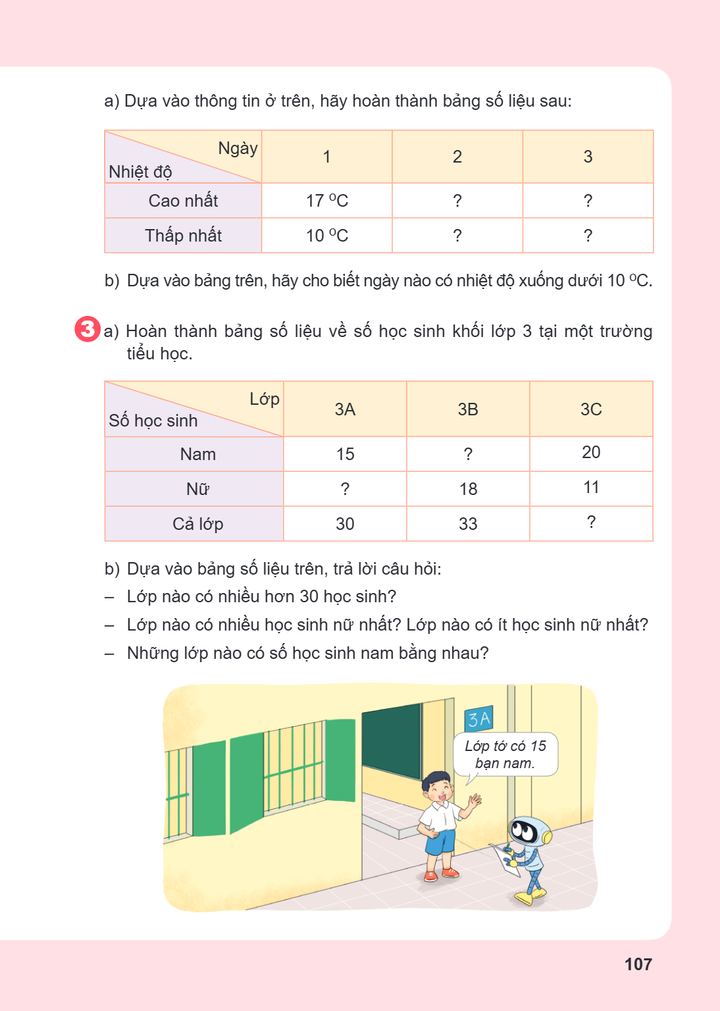 a) Dựa vào thông tin ở trên, hãy hoàn thành bảng số liệu sau:
Ngày
Nhiệt độ
1
2
3
Cao nhất
17 ºC
?
?
Thấp nhất
10 ºC
?
?
b) Dựa vào bảng trên, hãy cho biết ngày nào có nhiệt độ xuống dưới 10 ºC.
3 a) Hoàn thành bảng số liệu về số học sinh khối lớp 3 tại một trường
tiểu học.
Lớp
Số học sinh
3A
3B
3C
Nam
15
?
20
Nữ
?
18
11
Cả lớp
30
33
?
b) Dựa vào bảng số liệu trên, trả lời câu hỏi:
– Lớp nào có nhiều hơn 30 học sinh?
– Lớp nào có nhiều học sinh nữ nhất? Lớp nào có ít học sinh nữ nhất?
– Những lớp nào có số học sinh nam bằng nhau?
3A
Lớp tớ có 15
bạn nam.
107